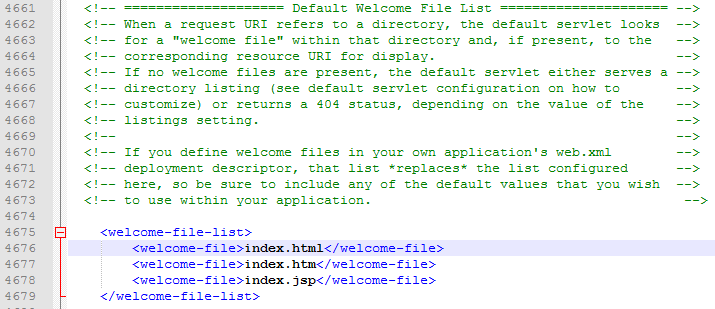 4661 <!-- ==================== Default Welcome File List ===================== -->
4662 <!-- When a request URI refers to a directory, the default servlet looks -->
4663 <!-- for a "welcome file" within that directory and, if present, to the -->
4664 <!-- corresponding resource URI for display. -->
4665 <!-- If no welcome files are present, the default servlet either serves a -->
4666 <!-- directory listing (see default servlet configuration on how to -->
4667 <!-- customize) or returns a 404 status, depending on the value of the -->
4668 <!-- listings setting. -->
4669 <!-- -->
4670 <!-- If you define welcome files in your own application's web.xml -->
4671 <!-- deployment descriptor, that list *replaces* the list configured -->
4672 <!-- here, so be sure to include any of the default values that you wish -->
4673 <!-- to use within your application. -->
4674
4675 <welcome-file-list>
4676 <welcome-file>index.html</welcome-file>
4677 <welcome-file>index.htm</welcome-file>
4678 <welcome-file>index.jsp</welcome-file>
4679 </welcome-file-list>